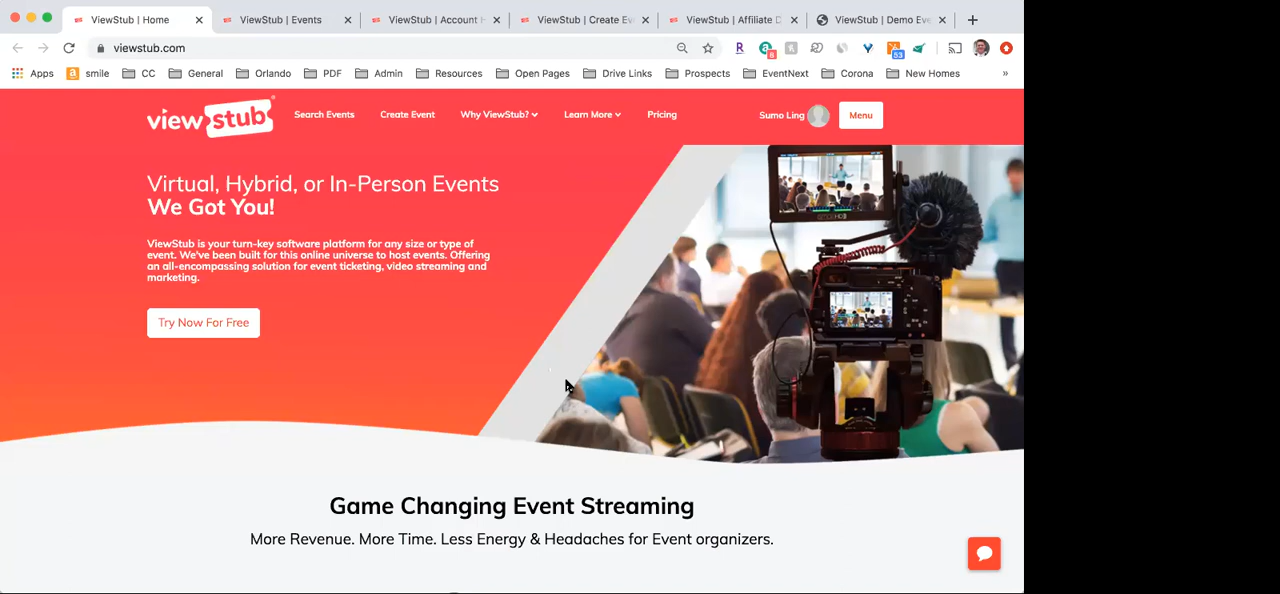 ViewStub | Home
ViewStub | Events
ViewStub | Account H
ViewStub | Create Eve
ViewStub | Affiliate D
ViewStub | Demo Eve
viewstub.com
Apps
smile
CC
General
Orlando
PDF
Admin
Resources
Open Pages
Drive Links
Prospects
EventNext
Corona
New Homes
»
view stub
Search Events
Create Event
Why ViewStub?
Learn More
Pricing
Sumo Ling
Menu
Virtual, Hybrid, or In-Person Events
We Got You!
ViewStub is your turn-key software platform for any size or type of
event. We've been built for this online universe to host events. Offering
an all-encompassing solution for event ticketing, video streaming and
marketing.
Try Now For Free
Game Changing Event Streaming
More Revenue. More Time. Less Energy & Headaches for Event organizers.